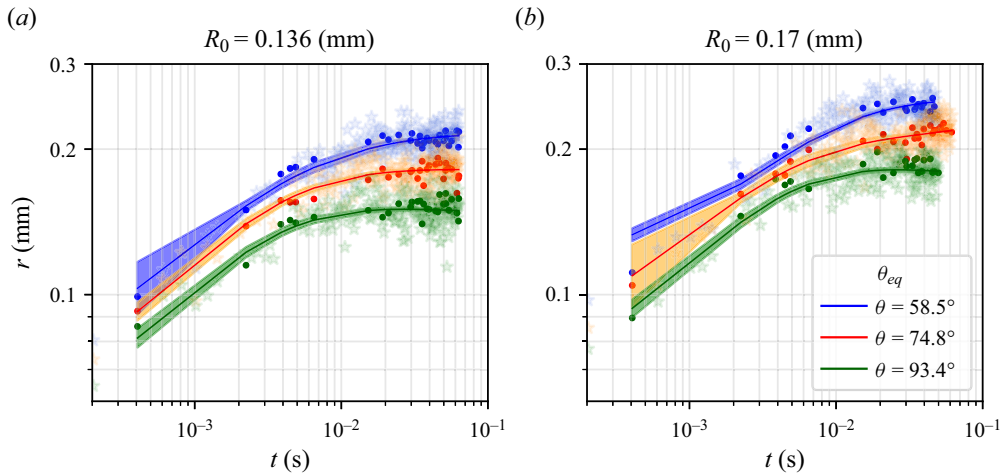 (a)
R₀ = 0.136 (mm)
0.3
0.2
0.1
r (mm)
10⁻³
10⁻²
10⁻¹
t (s)
(b)
R₀ = 0.17 (mm)
0.3
0.2
0.1
θeq
θ = 58.5°
θ = 74.8°
θ = 93.4°
10⁻³
10⁻²
10⁻¹
t (s)